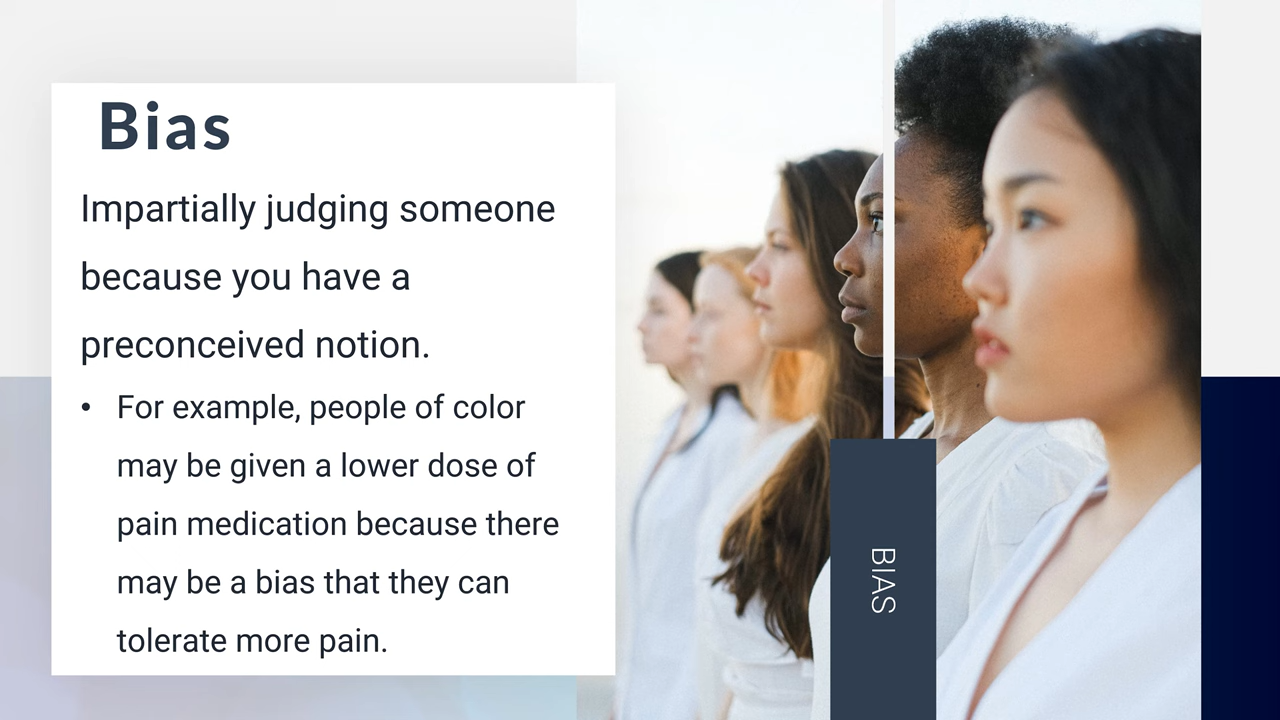 Bias
Impartially judging someone
because you have a
preconceived notion.
• For example, people of color
may be given a lower dose of
pain medication because there
may be a bias that they can
tolerate more pain.
BIAS